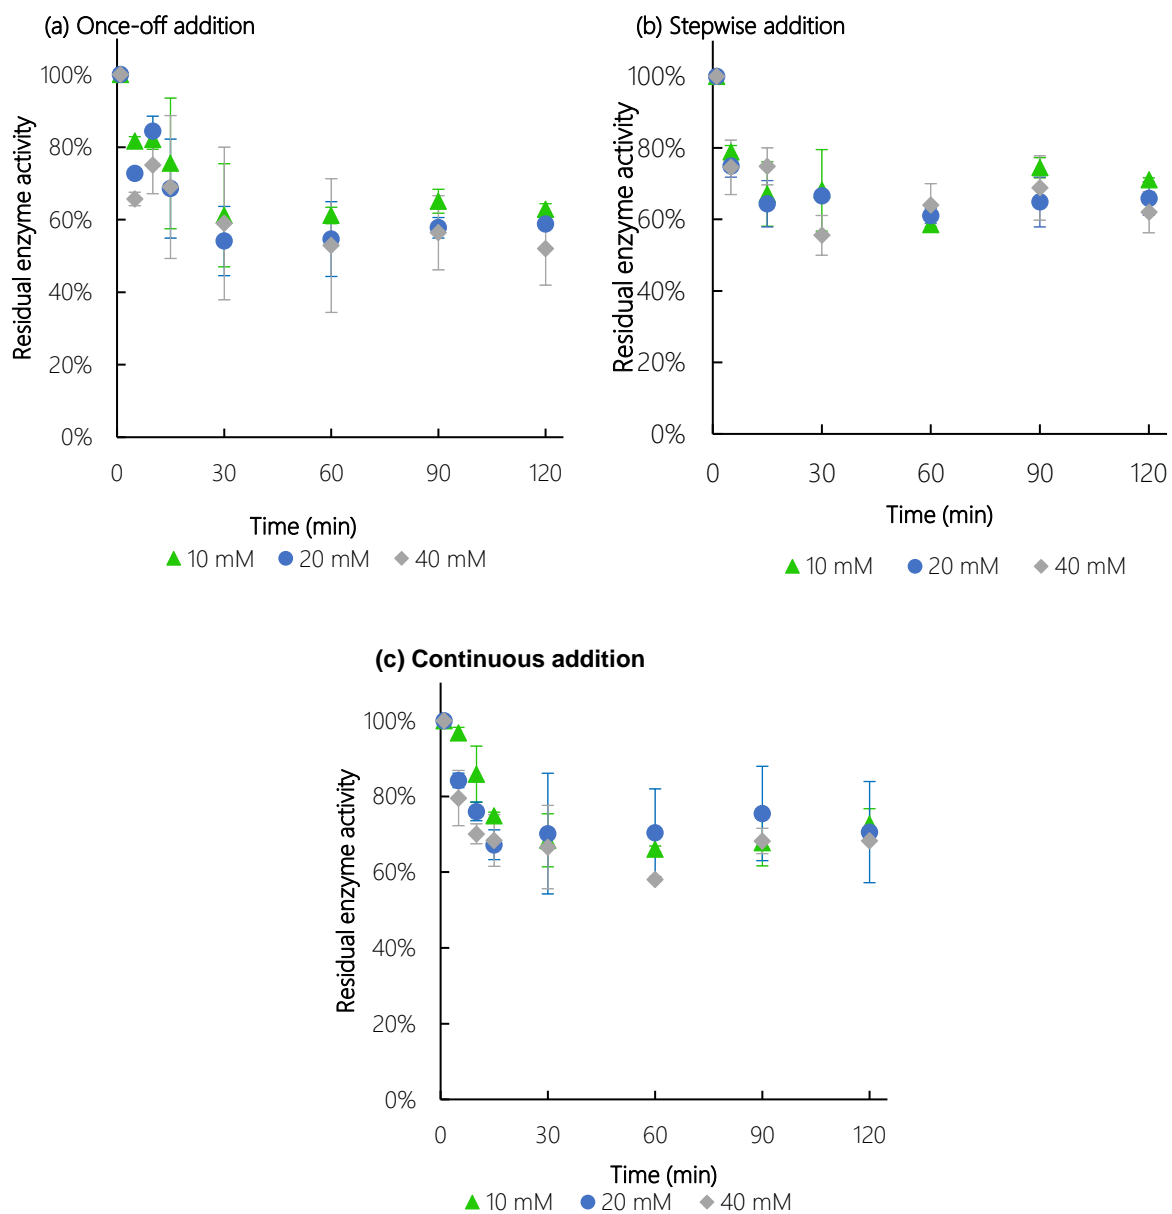 (a) Once-off addition
Residual enzyme activity
100%
80%
60%
40%
20%
0%
0 30 60 90 120
Time (min)
10 mM 20 mM 40 mM
(b) Stepwise addition
Residual enzyme activity
100%
80%
60%
40%
20%
0%
0 30 60 90 120
Time (min)
10 mM 20 mM 40 mM
(c) Continuous addition
Residual enzyme activity
100%
80%
60%
40%
20%
0%
0 30 60 90 120
Time (min)
10 mM 20 mM 40 mM